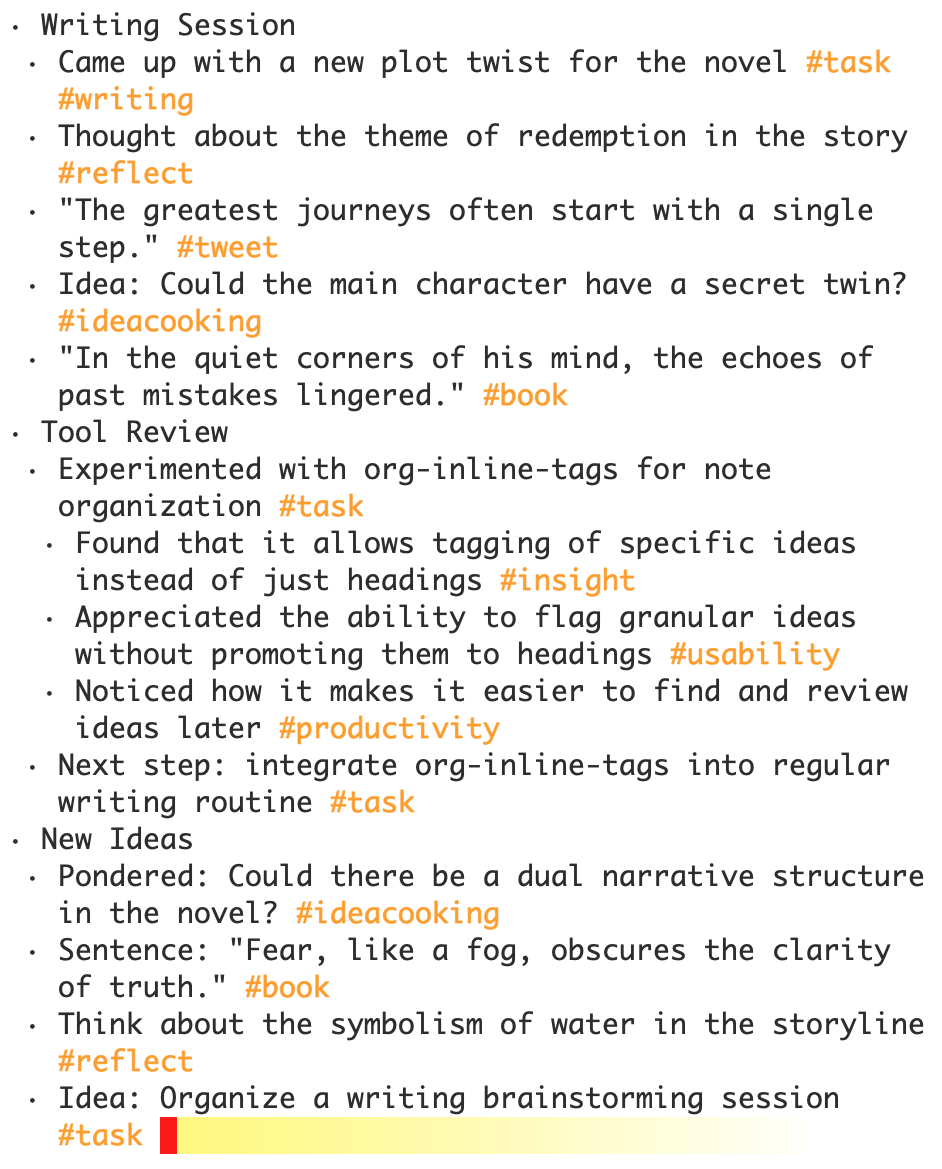 · Writing Session
· Came up with a new plot twist for the novel #task
#writing
· Thought about the theme of redemption in the story
#reflect
· "The greatest journeys often start with a single
step." #tweet
· Idea: Could the main character have a secret twin?
#ideacooking
· "In the quiet corners of his mind, the echoes of
past mistakes lingered." #book
· Tool Review
· Experimented with org-inline-tags for note
organization #task
· Found that it allows tagging of specific ideas
instead of just headings #insight
· Appreciated the ability to flag granular ideas
without promoting them to headings #usability
· Noticed how it makes it easier to find and review
ideas later #productivity
· Next step: integrate org-inline-tags into regular
writing routine #task
· New Ideas
· Pondered: Could there be a dual narrative structure
in the novel? #ideacooking
· Sentence: "Fear, like a fog, obscures the clarity
of truth." #book
· Think about the symbolism of water in the storyline
#reflect
· Idea: Organize a writing brainstorming session
#task